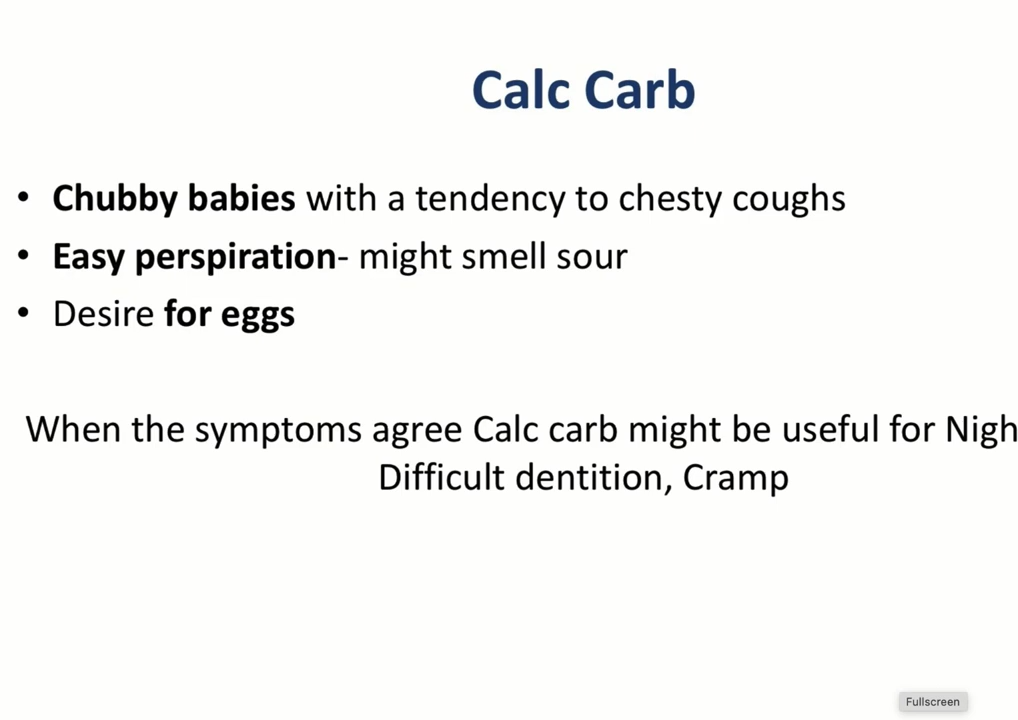 Calc Carb
• Chubby babies with a tendency to chesty coughs
• Easy perspiration- might smell sour
• Desire for eggs
When the symptoms agree Calc carb might be useful for Nigh
Difficult dentition, Cramp
Fullscreen